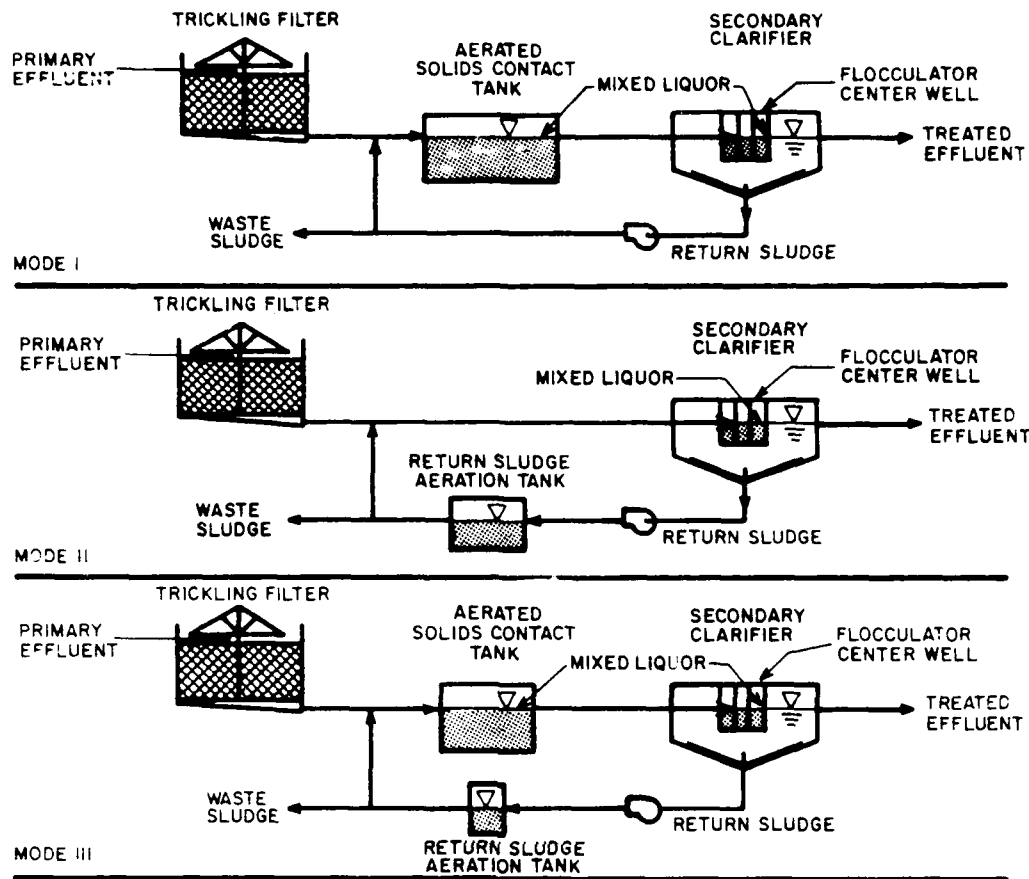 TRICKLING FILTER
PRIMARY
EFFLUENT
AERATED
SOLIDS CONTACT
TANK
MIXED LIQUOR
SECONDARY
CLARIFIER
FLOCCULATOR
CENTER WELL
TREATED
EFFLUENT
WASTE
SLUDGE
RETURN SLUDGE
MODE I
TRICKLING FILTER
PRIMARY
EFFLUENT
SECONDARY
CLARIFIER
MIXED LIQUOR
FLOCCULATOR
CENTER WELL
TREATED
EFFLUENT
RETURN SLUDGE
AERATION TANK
WASTE
SLUDGE
RETURN SLUDGE
MODE II
TRICKLING FILTER
PRIMARY
EFFLUENT
AERATED
SOLIDS CONTACT
TANK
MIXED LIQUOR
SECONDARY
CLARIFIER
FLOCCULATOR
CENTER WELL
TREATED
EFFLUENT
WASTE
SLUDGE
RETURN SLUDGE
RETURN SLUDGE
AERATION TANK
MODE III